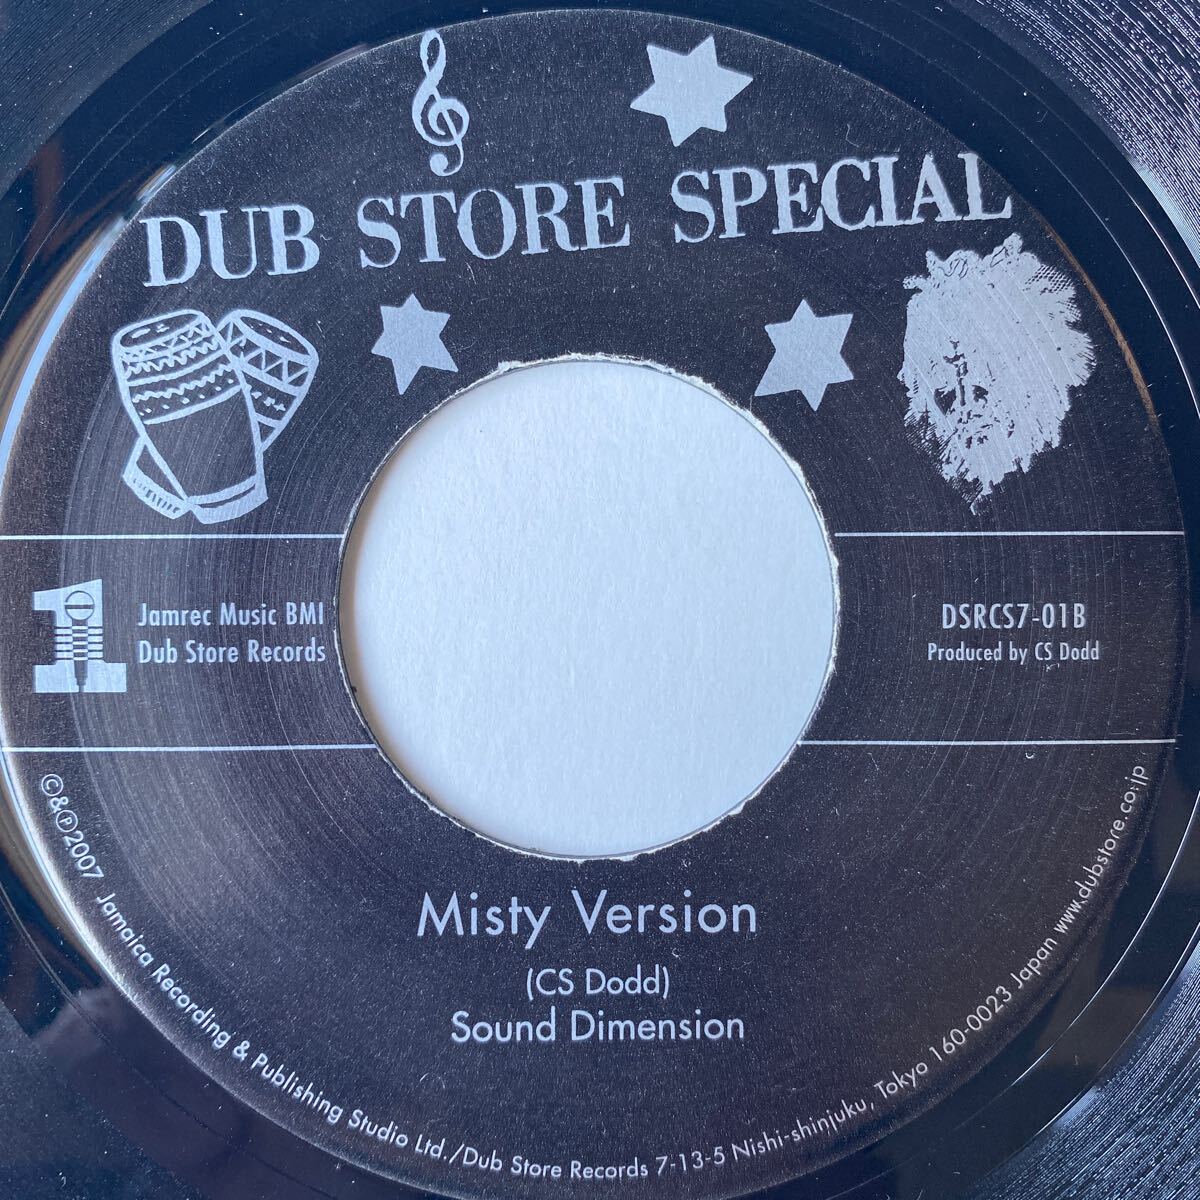 DUB STORE SPECIAL
1
Jamrec Music BMI
Dub Store Records
DSRCS7-01B
Produced by CS Dodd
Misty Version
(CS Dodd)
Sound Dimension
©&℗2007 Jamaica Recording & Publishing Studio Ltd./Dub Store Records 7-13-5 Nishi-shinjuku, Tokyo 160-0023 Japan www.dubstore.co.jp